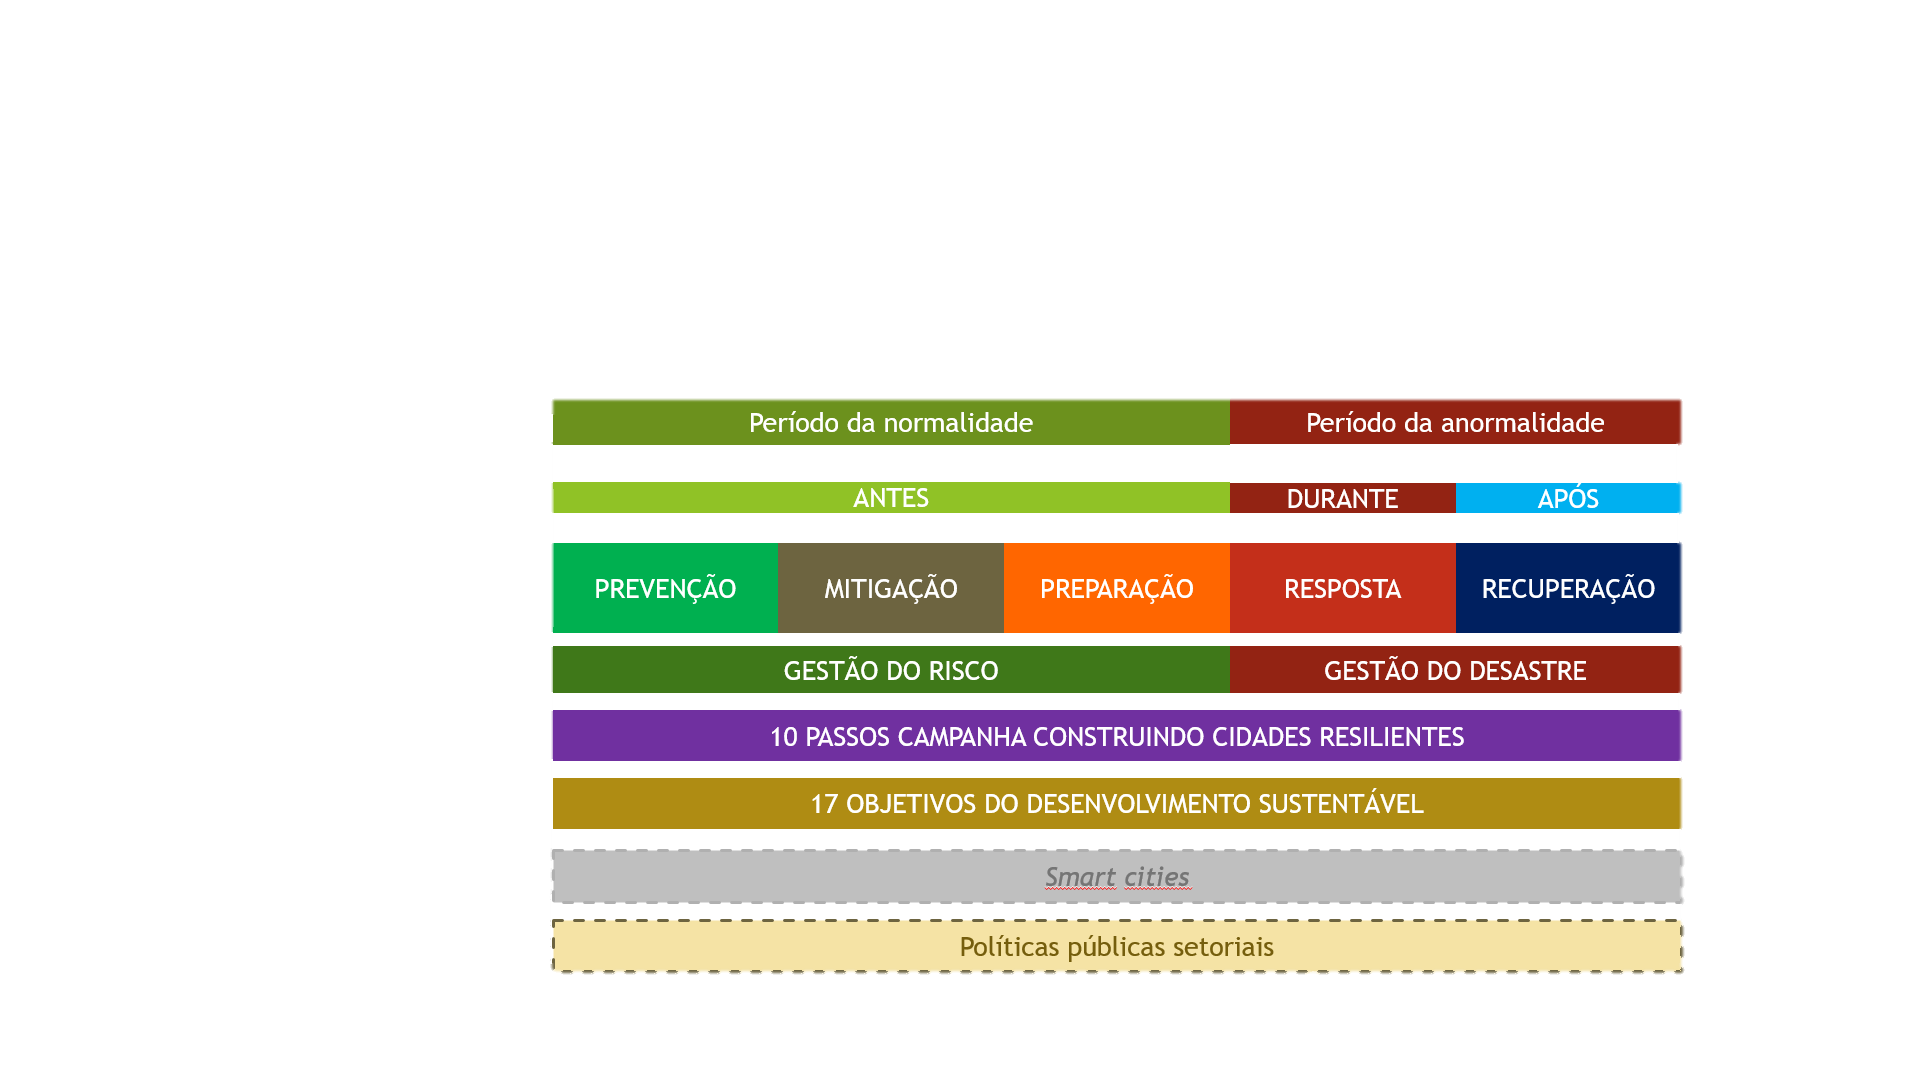 Período da normalidade
Período da anormalidade
ANTES
DURANTE
APÓS
PREVENÇÃO
MITIGAÇÃO
PREPARAÇÃO
RESPOSTA
RECUPERAÇÃO
GESTÃO DO RISCO
GESTÃO DO DESASTRE
10 PASSOS CAMPANHA CONSTRUINDO CIDADES RESILIENTES
17 OBJETIVOS DO DESENVOLVIMENTO SUSTENTÁVEL
Smart cities
Políticas públicas setoriais